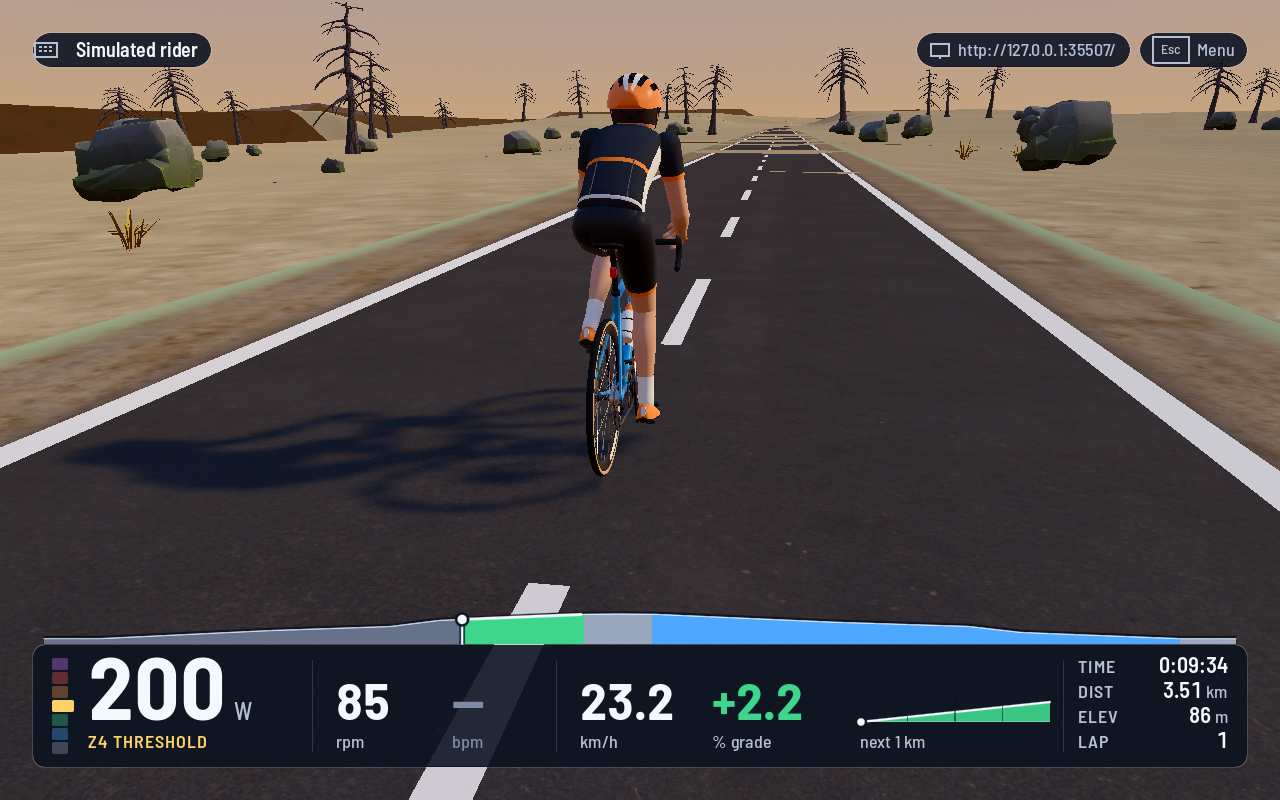 Simulated rider
http://127.0.0.1:35507/
Esc Menu
200 W
Z4 THRESHOLD
85
rpm
—
bpm
23.2
km/h
+2.2
% grade
next 1 km
TIME 0:09:34
DIST 3.51 km
ELEV 86 m
LAP 1